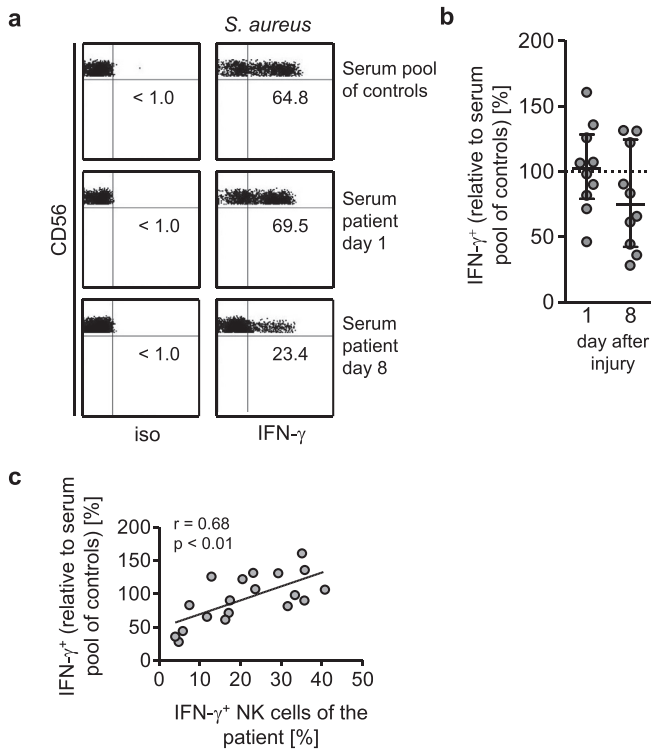 a
S. aureus
CD56
< 1.0
64.8
Serum pool
of controls
< 1.0
69.5
Serum
patient
day 1
< 1.0
23.4
Serum
patient
day 8
iso
IFN-γ
b
IFN-γ⁺ (relative to serum
pool of controls) [%]
200
150
100
50
0
1 8
day after
injury
c
IFN-γ⁺ (relative to serum
pool of controls) [%]
r = 0.68
p < 0.01
200
150
100
50
0
0 10 20 30 40 50
IFN-γ⁺ NK cells of the
patient [%]